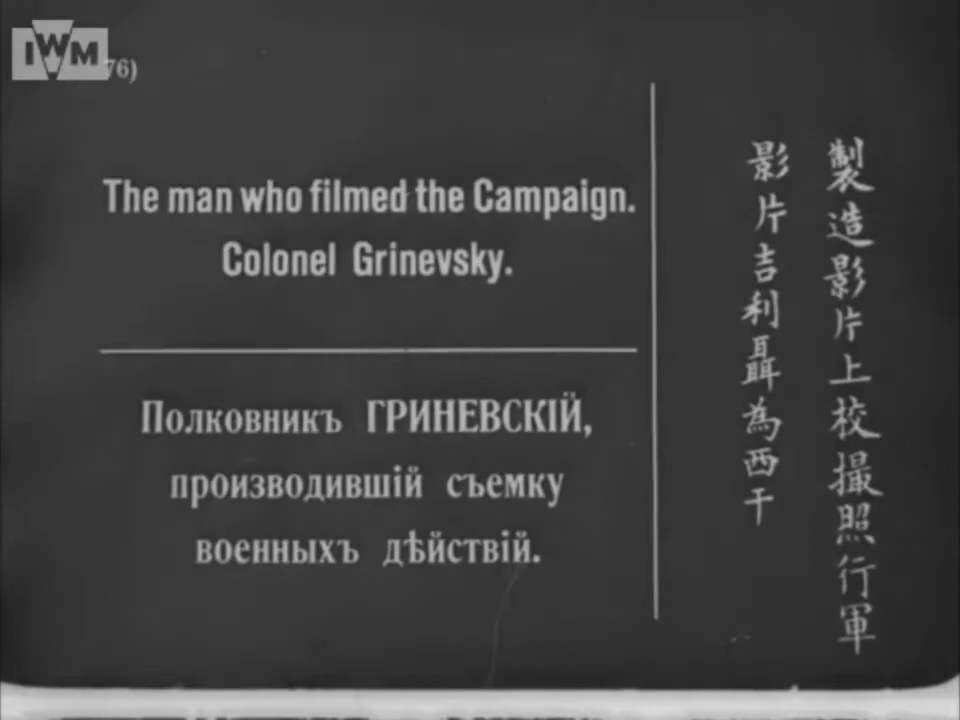 IWM
76)
The man who filmed the Campaign.
Colonel Grinevsky.
Полковникъ ГРИНЕВСКІЙ,
производившій съемку
военныхъ дѣйствій.
製造影片上校撮照行軍
影片吉利聶為西干